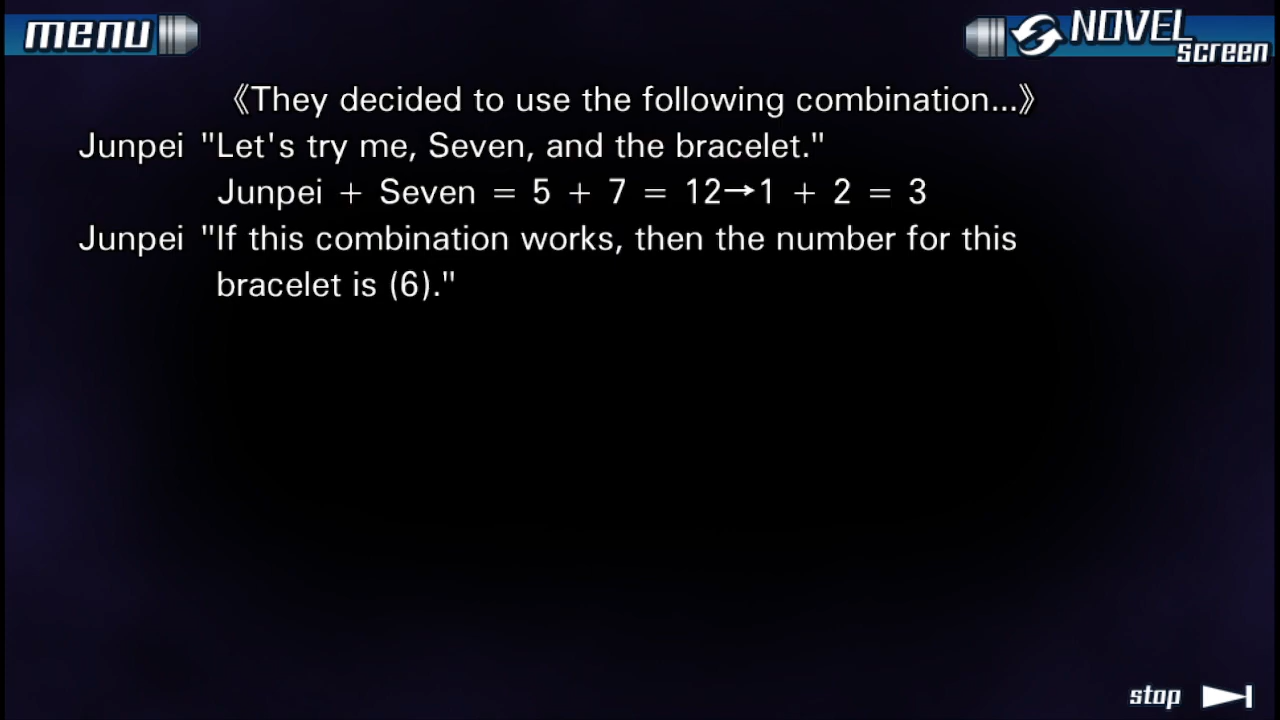 menu
NOVEL
screen
《They decided to use the following combination...》
Junpei "Let's try me, Seven, and the bracelet."
Junpei + Seven = 5 + 7 = 12→1 + 2 = 3
Junpei "If this combination works, then the number for this
bracelet is (6)."
stop